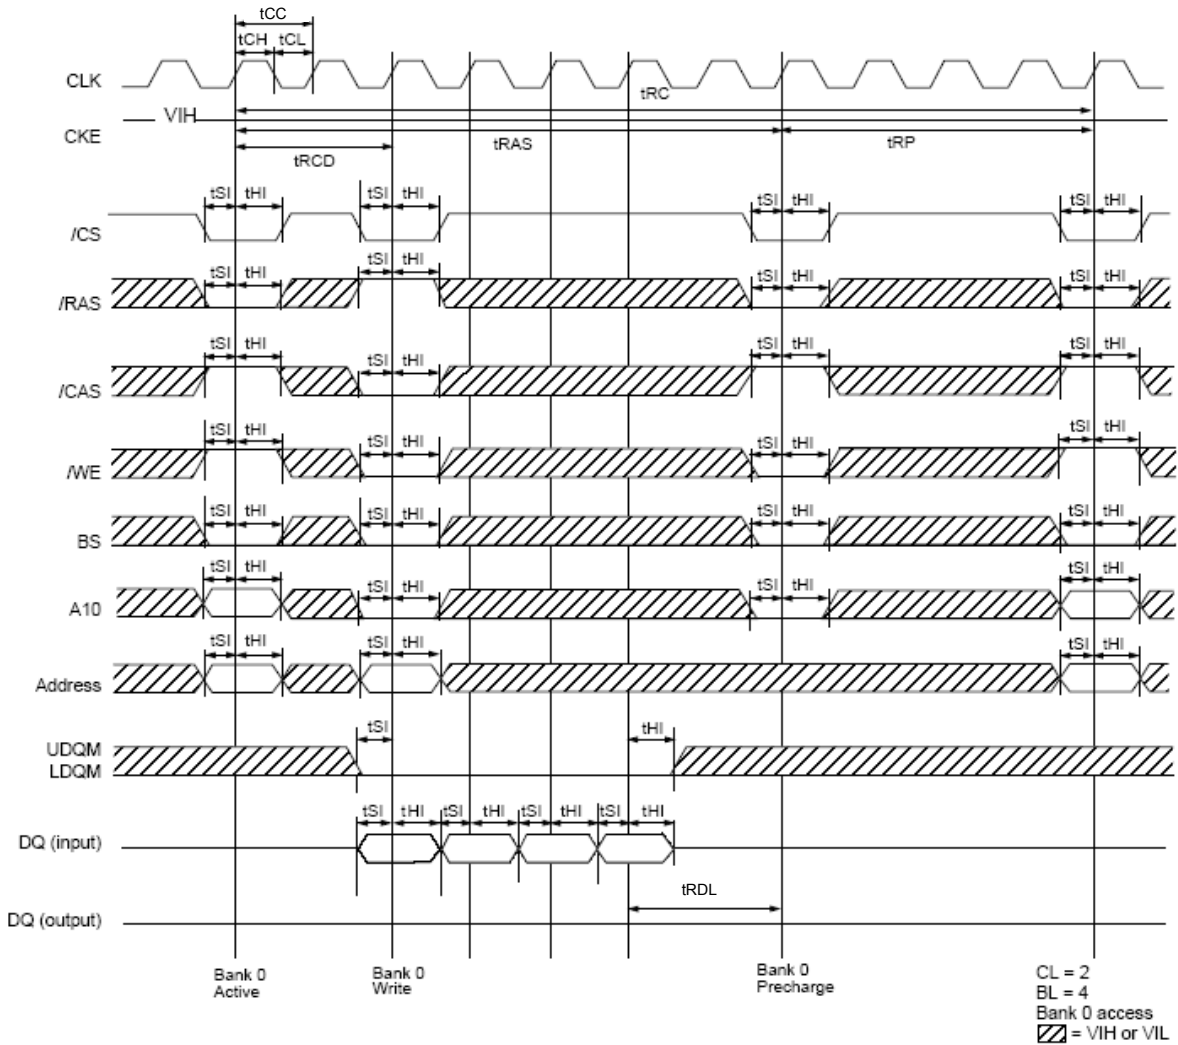 tCC
tCH tCL
CLK
tRC
VIH
CKE
tRAS tRP
tRCD
tSI tHI tSI tHI tSI tHI tSI tHI
/CS
tSI tHI tSI tHI tSI tHI tSI tHI
/RAS
tSI tHI tSI tHI tSI tHI tSI tHI
/CAS
tSI tHI tSI tHI tSI tHI tSI tHI
/WE
tSI tHI tSI tHI tSI tHI tSI tHI
BS
tSI tHI tSI tHI tSI tHI tSI tHI
A10
tSI tHI tSI tHI tSI tHI
Address
tSI tHI
UDQM
LDQM
tSI tHI tSI tHI tSI tHI tSI tHI
DQ (input)
tRDL
DQ (output)
Bank 0
Active
Bank 0
Write
Bank 0
Precharge
CL = 2
BL = 4
Bank 0 access
= VIH or VIL